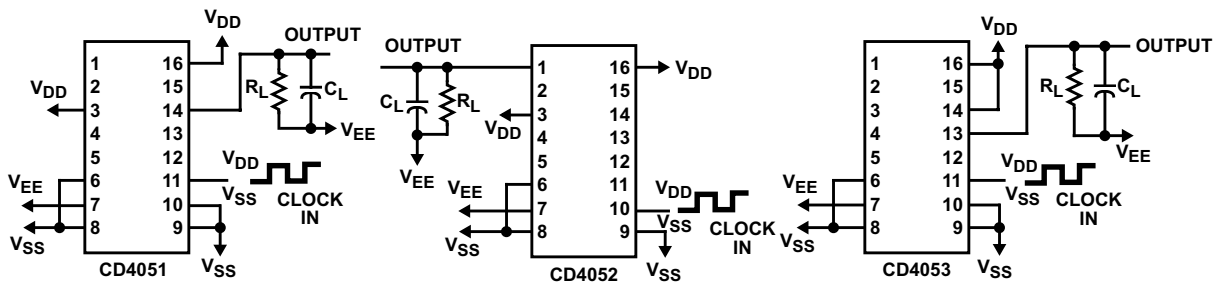 VDD
OUTPUT
1 16
2 15
VDD 3 14 RL CL
4 13 VEE
5 12 VDD
6 11 VSS CLOCK IN
VEE 7 10
VSS 8 9
VSS
CD4051
OUTPUT
1 16 VDD
2 15
CL RL VDD 3 14
4 13
VEE 5 12
6 11 VDD
VEE 7 10 VSS CLOCK IN
VSS 8 9
VSS
CD4052
VDD
OUTPUT
1 16
2 15 RL CL
3 14
4 13 VEE
5 12 VDD
6 11 VSS CLOCK IN
VEE 7 10
VSS 8 9
VSS
CD4053